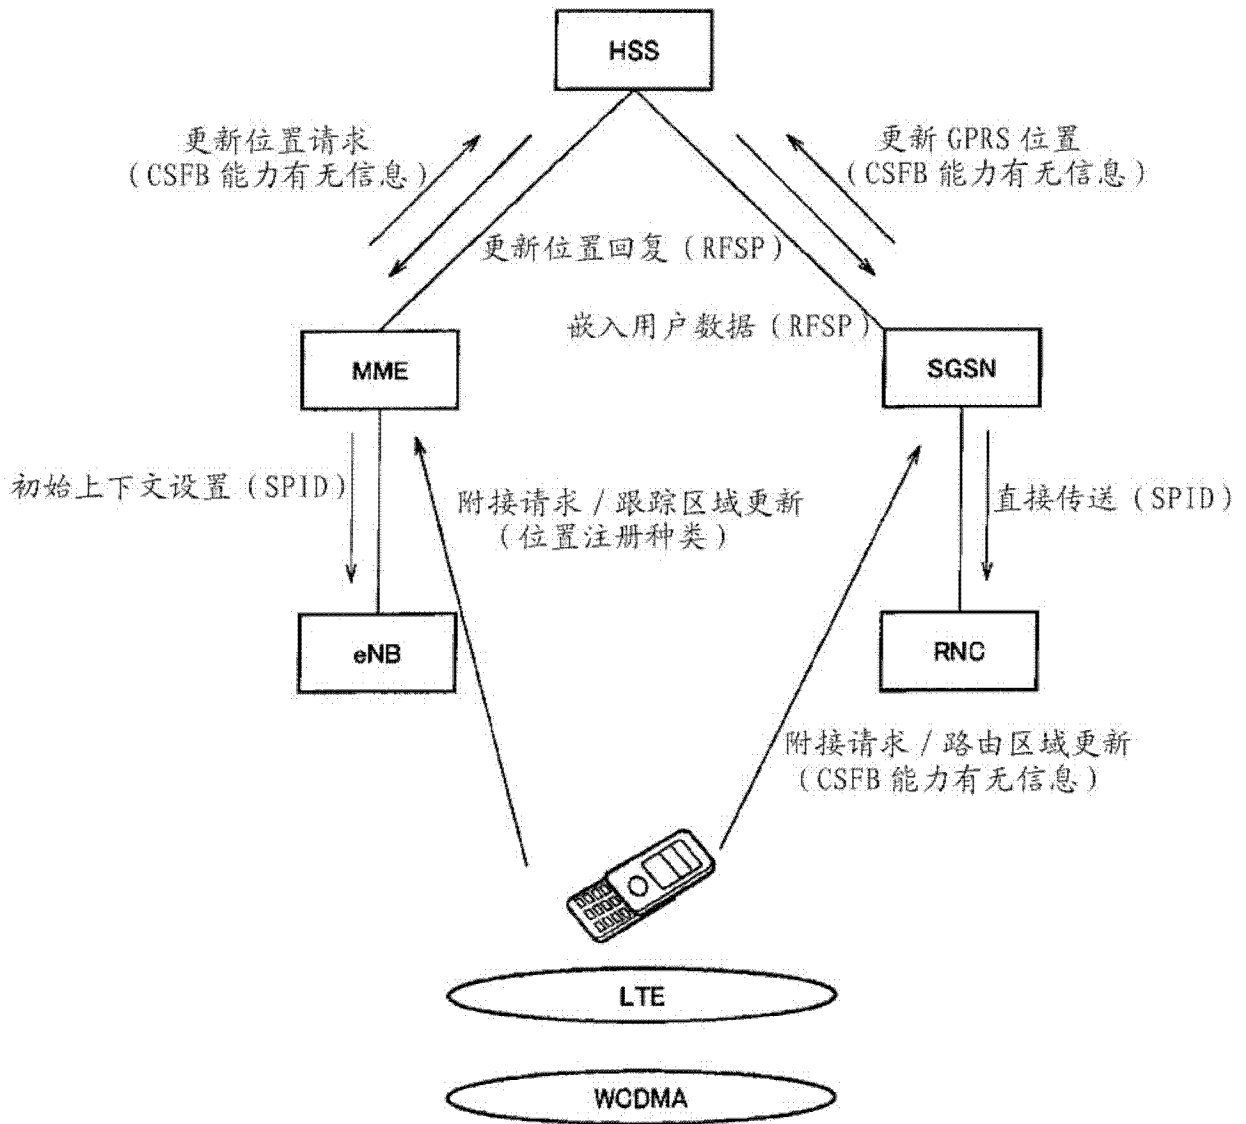 HSS
更新位置请求
(CSFB 能力有无信息)
更新 GPRS 位置
(CSFB 能力有无信息)
更新位置回复(RFSP)
嵌入用户数据(RFSP)
MME
SGSN
初始上下文设置(SPID)
附接请求/跟踪区域更新
(位置注册种类)
直接传送(SPID)
eNB
RNC
附接请求/路由区域更新
(CSFB 能力有无信息)
LTE
WCDMA